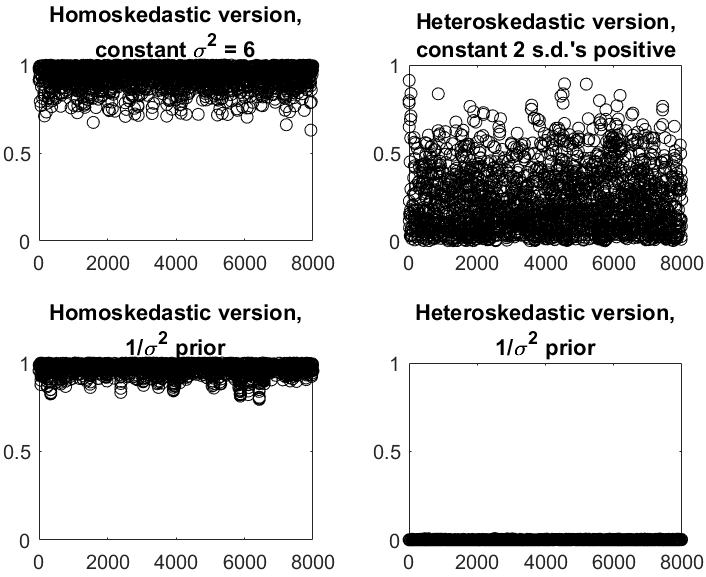 Homoskedastic version,
constant σ² = 6
1
0.5
0
0 2000 4000 6000 8000
Heteroskedastic version,
constant 2 s.d.'s positive
1
0.5
0
0 2000 4000 6000 8000
Homoskedastic version,
1/σ² prior
1
0.5
0
0 2000 4000 6000 8000
Heteroskedastic version,
1/σ² prior
1
0.5
0
0 2000 4000 6000 8000